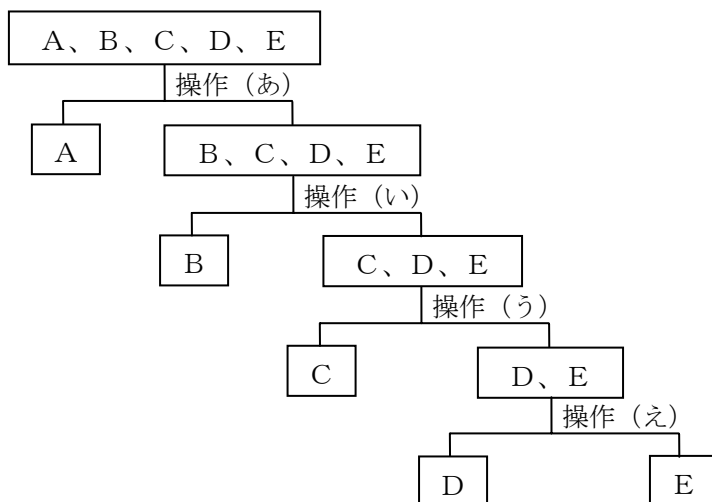 A、B、C、D、E
操作（あ）
A
B、C、D、E
操作（い）
B
C、D、E
操作（う）
C
D、E
操作（え）
D
E